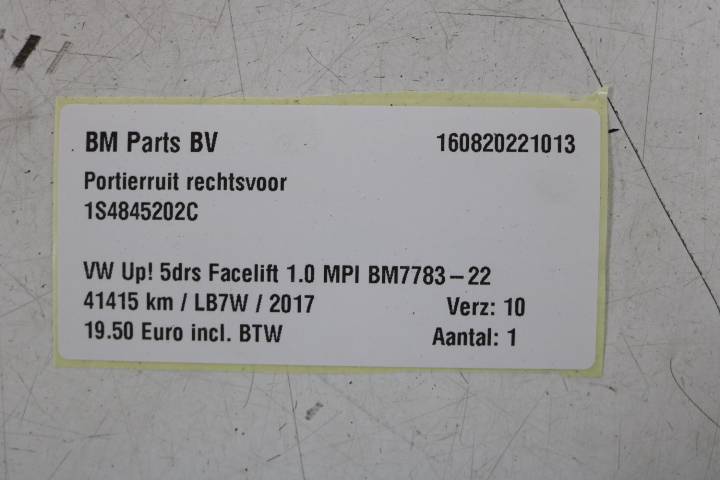 BM Parts BV 160820221013
Portierruit rechtsvoor
1S4845202C
VW Up! 5drs Facelift 1.0 MPI BM7783-22
41415 km / LB7W / 2017 Verz: 10
19.50 Euro incl. BTW Aantal: 1